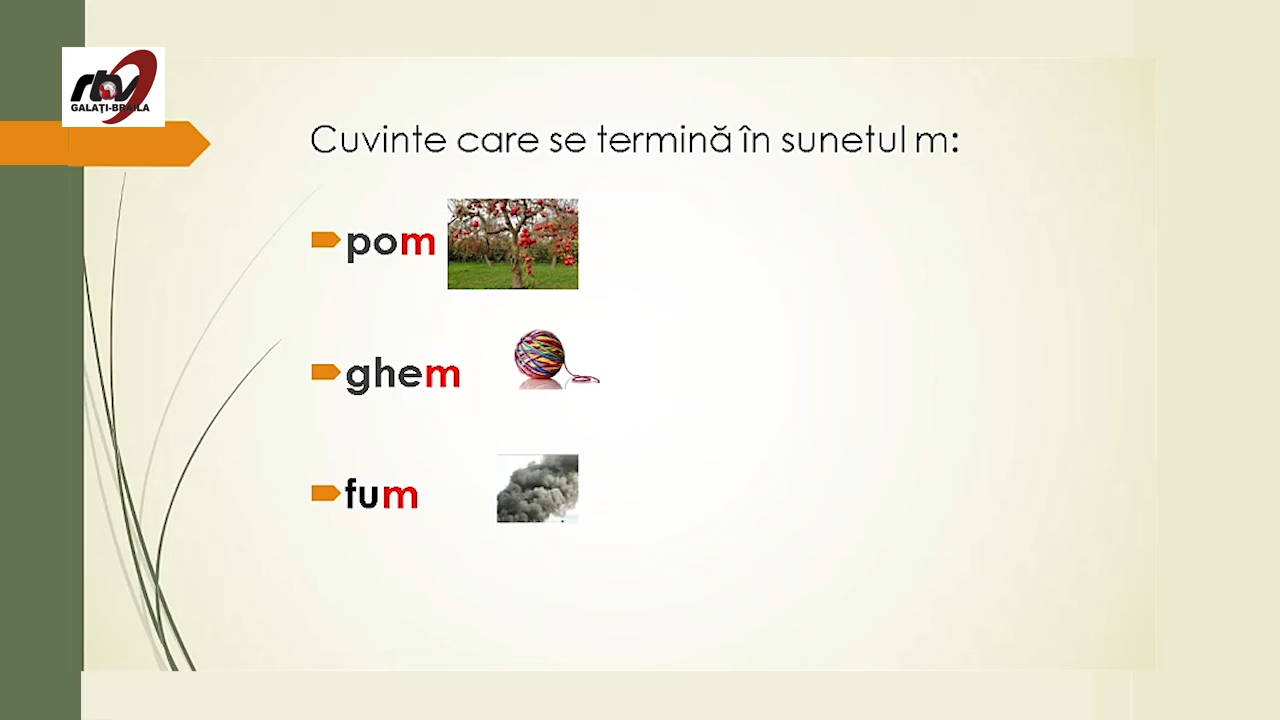 rtv
GALAȚI-BRĂILA
Cuvinte care se termină în sunetul m:
pom
ghem
fum